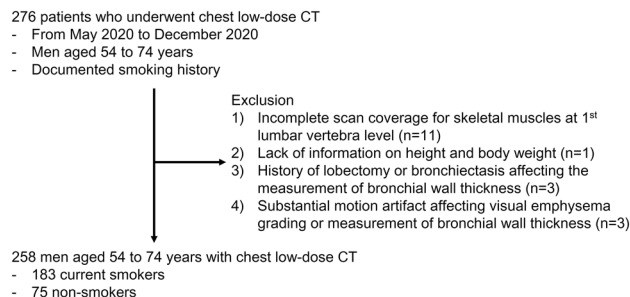 276 patients who underwent chest low-dose CT
- From May 2020 to December 2020
- Men aged 54 to 74 years
- Documented smoking history
Exclusion
1) Incomplete scan coverage for skeletal muscles at 1st
lumbar vertebra level (n=11)
2) Lack of information on height and body weight (n=1)
3) History of lobectomy or bronchiectasis affecting the
measurement of bronchial wall thickness (n=3)
4) Substantial motion artifact affecting visual emphysema
grading or measurement of bronchial wall thickness (n=3)
258 men aged 54 to 74 years with chest low-dose CT
- 183 current smokers
- 75 non-smokers